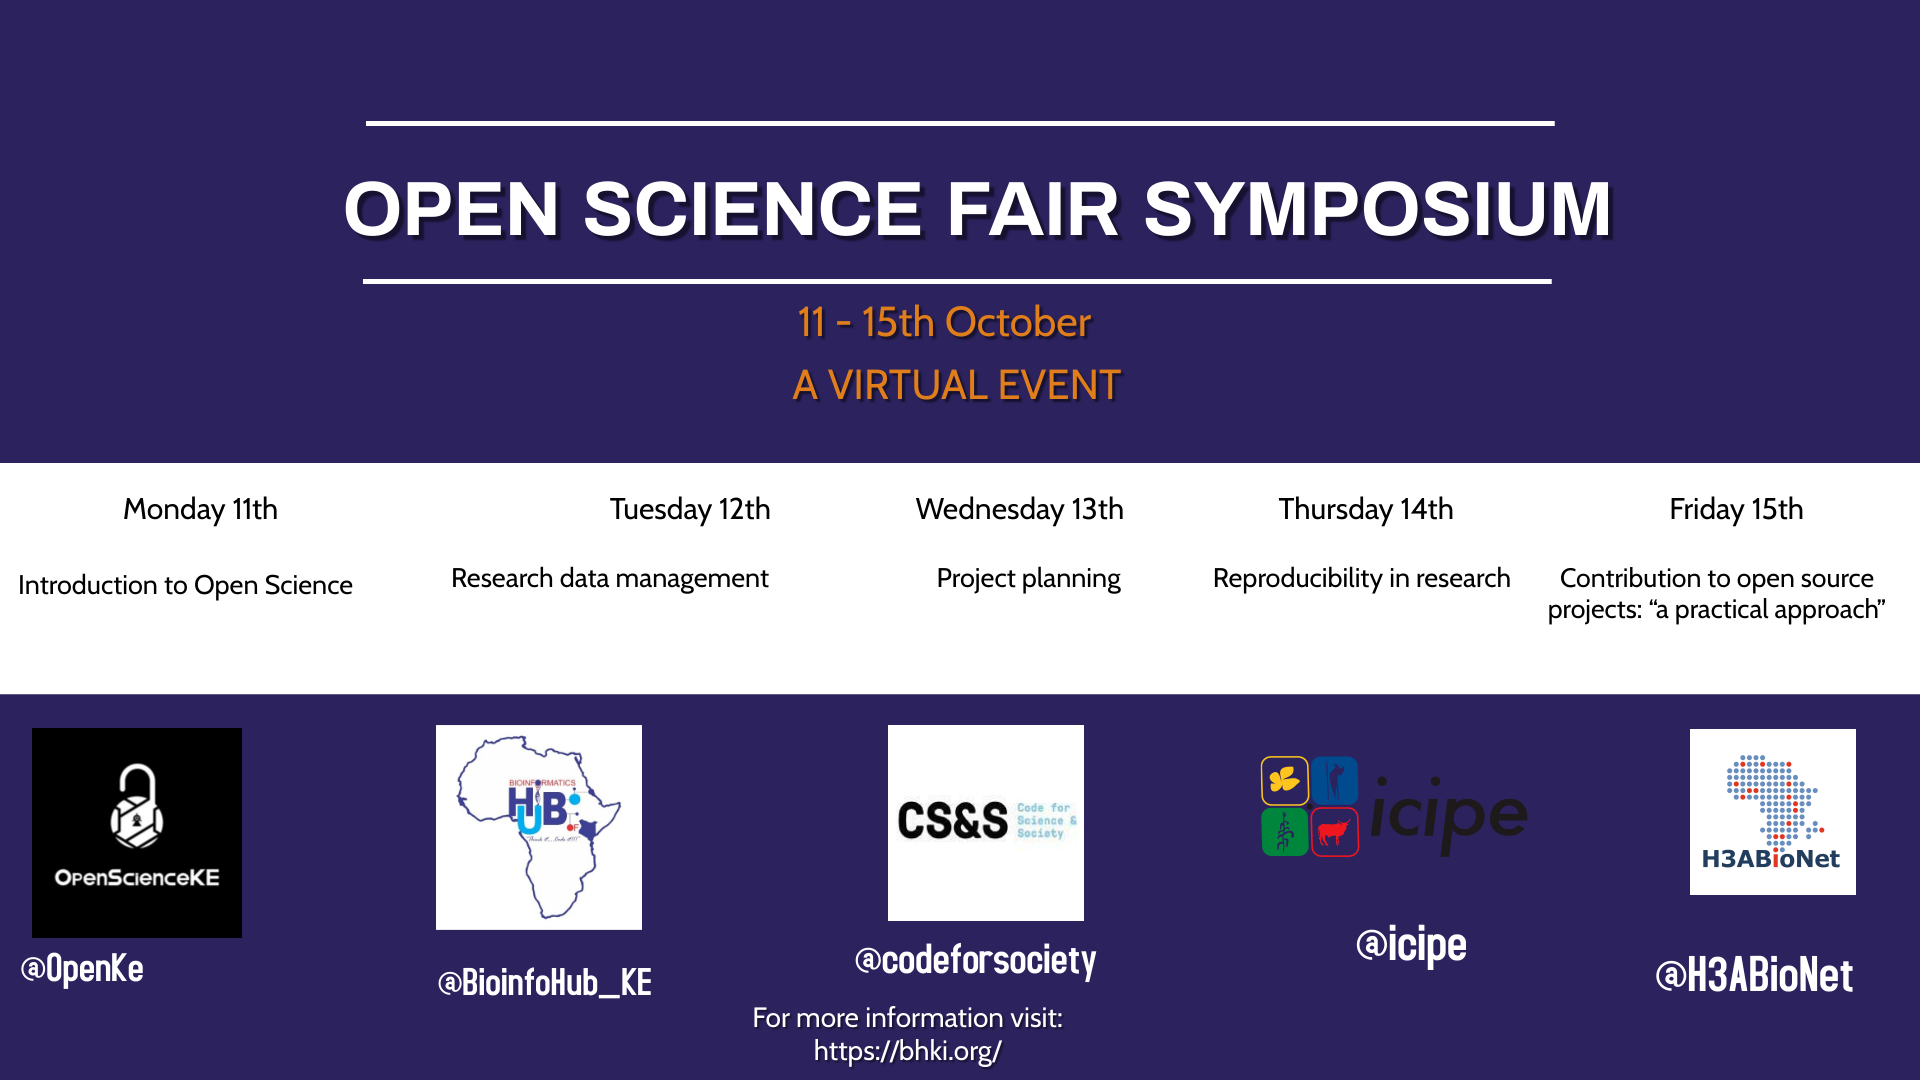 OPEN SCIENCE FAIR SYMPOSIUM
11 - 15th October
A VIRTUAL EVENT
Monday 11th
Introduction to Open Science
Tuesday 12th
Research data management
Wednesday 13th
Project planning
Thursday 14th
Reproducibility in research
Friday 15th
Contribution to open source
projects: “a practical approach”
OpenScienceKE
@OpenKe
BIOINFORMATICS
HUB
OF
@BioinfoHub_KE
CS&S
Code for
Science &
Society
@codeforsociety
icipe
@icipe
H3ABioNet
@H3ABioNet
For more information visit:
https://bhki.org/